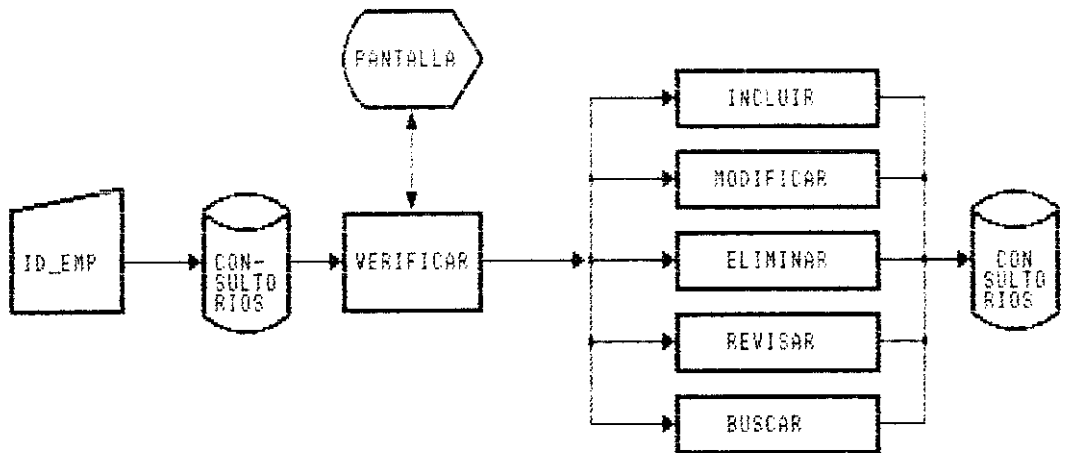 PANTALLA
ID_EMP
CON-
SULTO
RIOS
VERIFICAR
INCLUIR
MODIFICAR
ELIMINAR
REVISAR
BUSCAR
CON
SULTO
RIOS